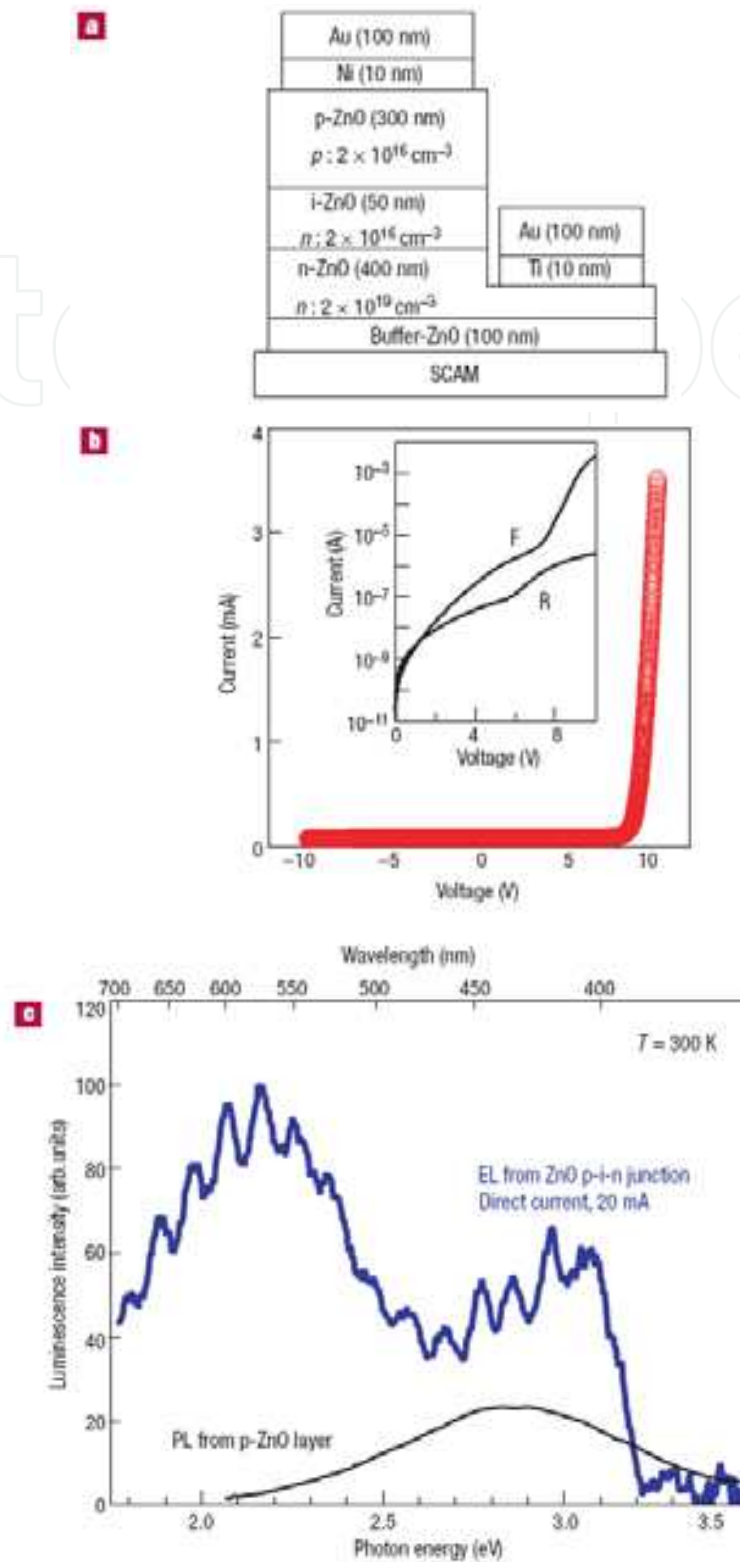 a
Au (100 nm)
Ni (10 nm)
p-ZnO (300 nm)
p : 2 × 10¹⁶ cm⁻³
i-ZnO (50 nm)
n : 2 × 10¹⁶ cm⁻³
n-ZnO (400 nm)
n : 2 × 10¹⁹ cm⁻³
Au (100 nm)
Ti (10 nm)
Buffer-ZnO (100 nm)
SCAM
b
4
3
2
1
0
Current (mA)
−10 −5 0 5 10
Voltage (V)
10⁻³
10⁻⁵
10⁻⁷
10⁻⁹
10⁻¹¹
Current (A)
F
R
0 4 8
Voltage (V)
c
Wavelength (nm)
700 650 600 550 500 450 400
120
100
80
60
40
20
0
Luminescence intensity (arb. units)
T = 300 K
EL from ZnO p-i-n junction
Direct current, 20 mA
PL from p-ZnO layer
2.0 2.5 3.0 3.5
Photon energy (eV)